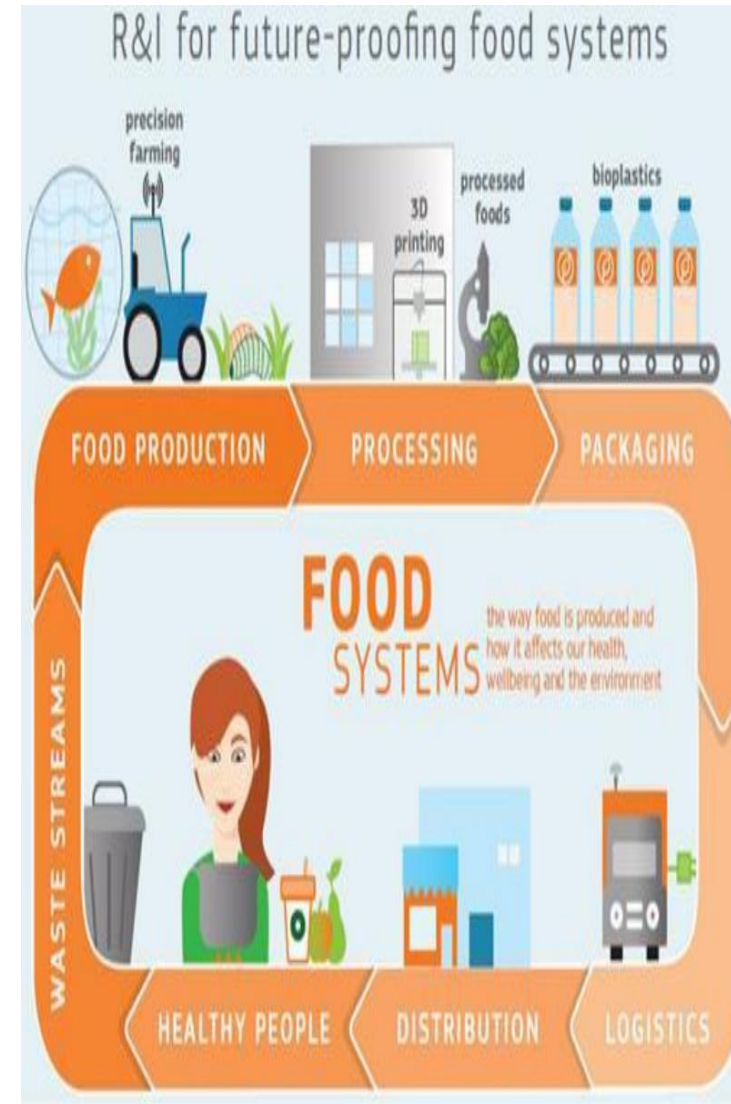 R&I for future-proofing food systems
precision
farming
3D
printing
processed
foods
bioplastics
FOOD PRODUCTION
PROCESSING
PACKAGING
FOOD
SYSTEMS
the way food is produced and
how it affects our health,
wellbeing and the environment
WASTE STREAMS
HEALTHY PEOPLE
DISTRIBUTION
LOGISTICS